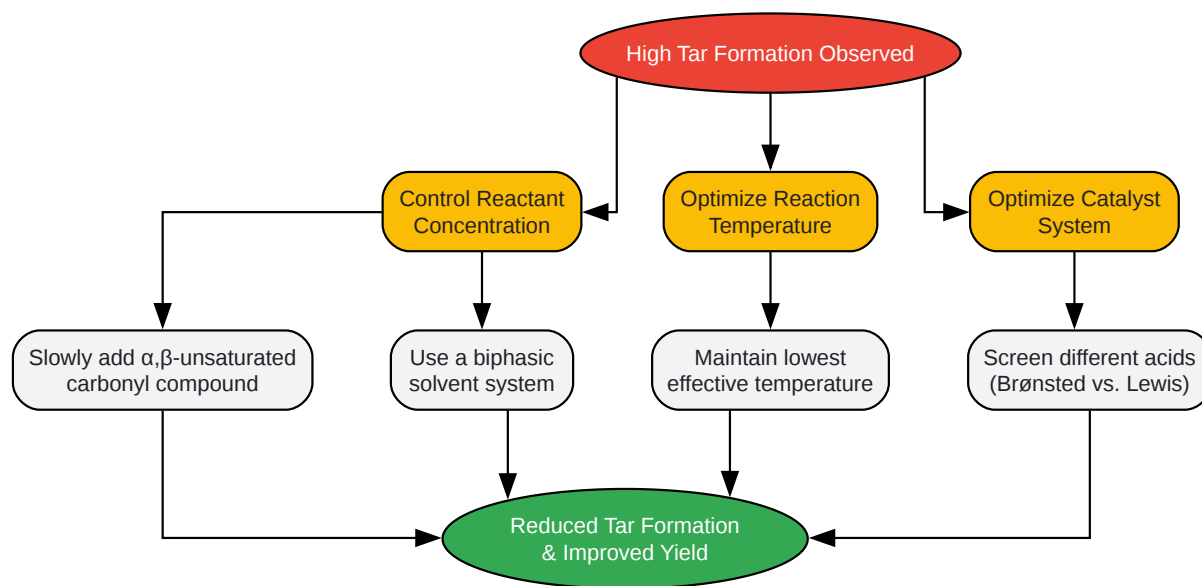 High Tar Formation Observed
Control Reactant
Concentration
Optimize Reaction
Temperature
Optimize Catalyst
System
Slowly add α,β-unsaturated
carbonyl compound
Use a biphasic
solvent system
Maintain lowest
effective temperature
Screen different acids
(Brønsted vs. Lewis)
Reduced Tar Formation
& Improved Yield